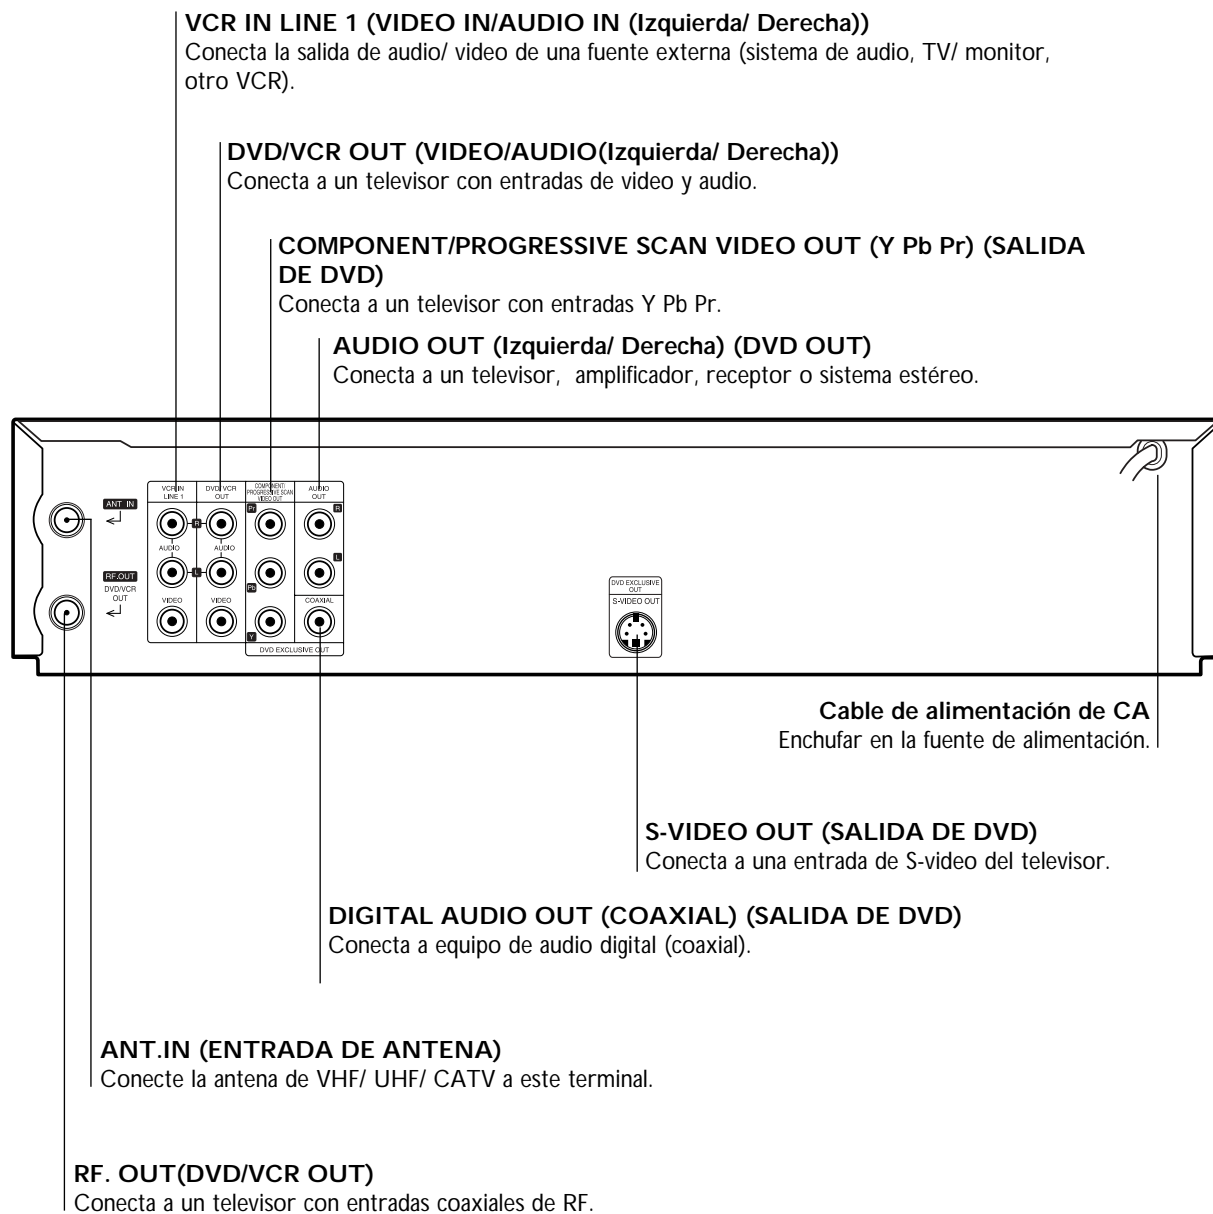 VCR IN LINE 1 (VIDEO IN/AUDIO IN (Izquierda/ Derecha))
Conecta la salida de audio/ video de una fuente externa (sistema de audio, TV/ monitor,
otro VCR).
DVD/VCR OUT (VIDEO/AUDIO(Izquierda/ Derecha))
Conecta a un televisor con entradas de video y audio.
COMPONENT/PROGRESSIVE SCAN VIDEO OUT (Y Pb Pr) (SALIDA
DE DVD)
Conecta a un televisor con entradas Y Pb Pr.
AUDIO OUT (Izquierda/ Derecha) (DVD OUT)
Conecta a un televisor, amplificador, receptor o sistema estéreo.
ANT. IN
RF.OUT
DVD/VCR
OUT
VCR IN
LINE 1
DVD/ VCR
OUT
COMPONENT/
PROGRESSIVE SCAN
VIDEO OUT
AUDIO
OUT
R
Pr
R
AUDIO
AUDIO
L
Pb
L
VIDEO
VIDEO
Y
COAXIAL
DVD EXCLUSIVE OUT
DVD EXCLUSIVE
OUT
S-VIDEO OUT
Cable de alimentación de CA
Enchufar en la fuente de alimentación.
S-VIDEO OUT (SALIDA DE DVD)
Conecta a una entrada de S-video del televisor.
DIGITAL AUDIO OUT (COAXIAL) (SALIDA DE DVD)
Conecta a equipo de audio digital (coaxial).
ANT.IN (ENTRADA DE ANTENA)
Conecte la antena de VHF/ UHF/ CATV a este terminal.
RF. OUT(DVD/VCR OUT)
Conecta a un televisor con entradas coaxiales de RF.